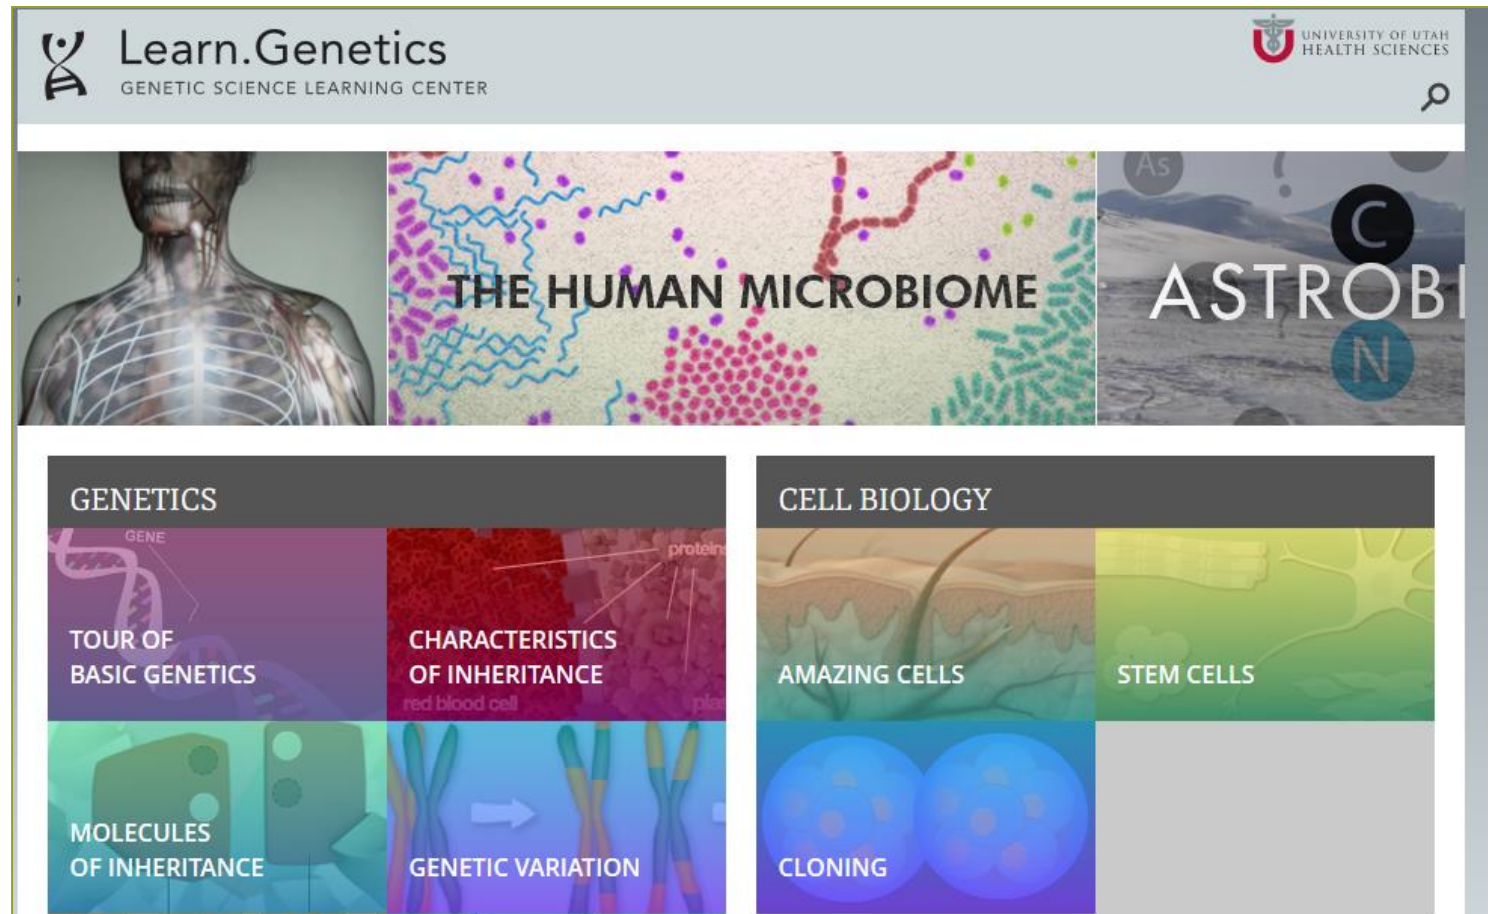 Learn.Genetics
GENETIC SCIENCE LEARNING CENTER
UNIVERSITY OF UTAH
HEALTH SCIENCES
THE HUMAN MICROBIOME
As
?
C
ASTROBI
N
GENETICS
GENE
TOUR OF
BASIC GENETICS
proteins
CHARACTERISTICS
OF INHERITANCE
red blood cell
plas
MOLECULES
OF INHERITANCE
GENETIC VARIATION
CELL BIOLOGY
AMAZING CELLS
STEM CELLS
CLONING